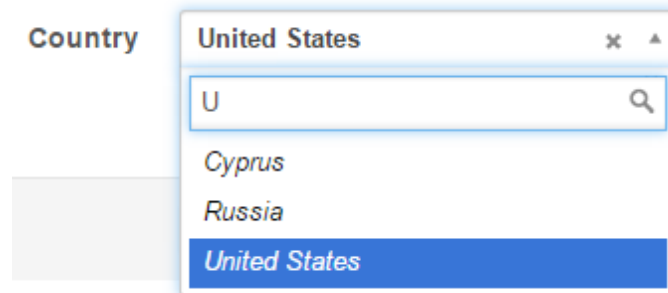 Country United States
U
Cyprus
Russia
United States